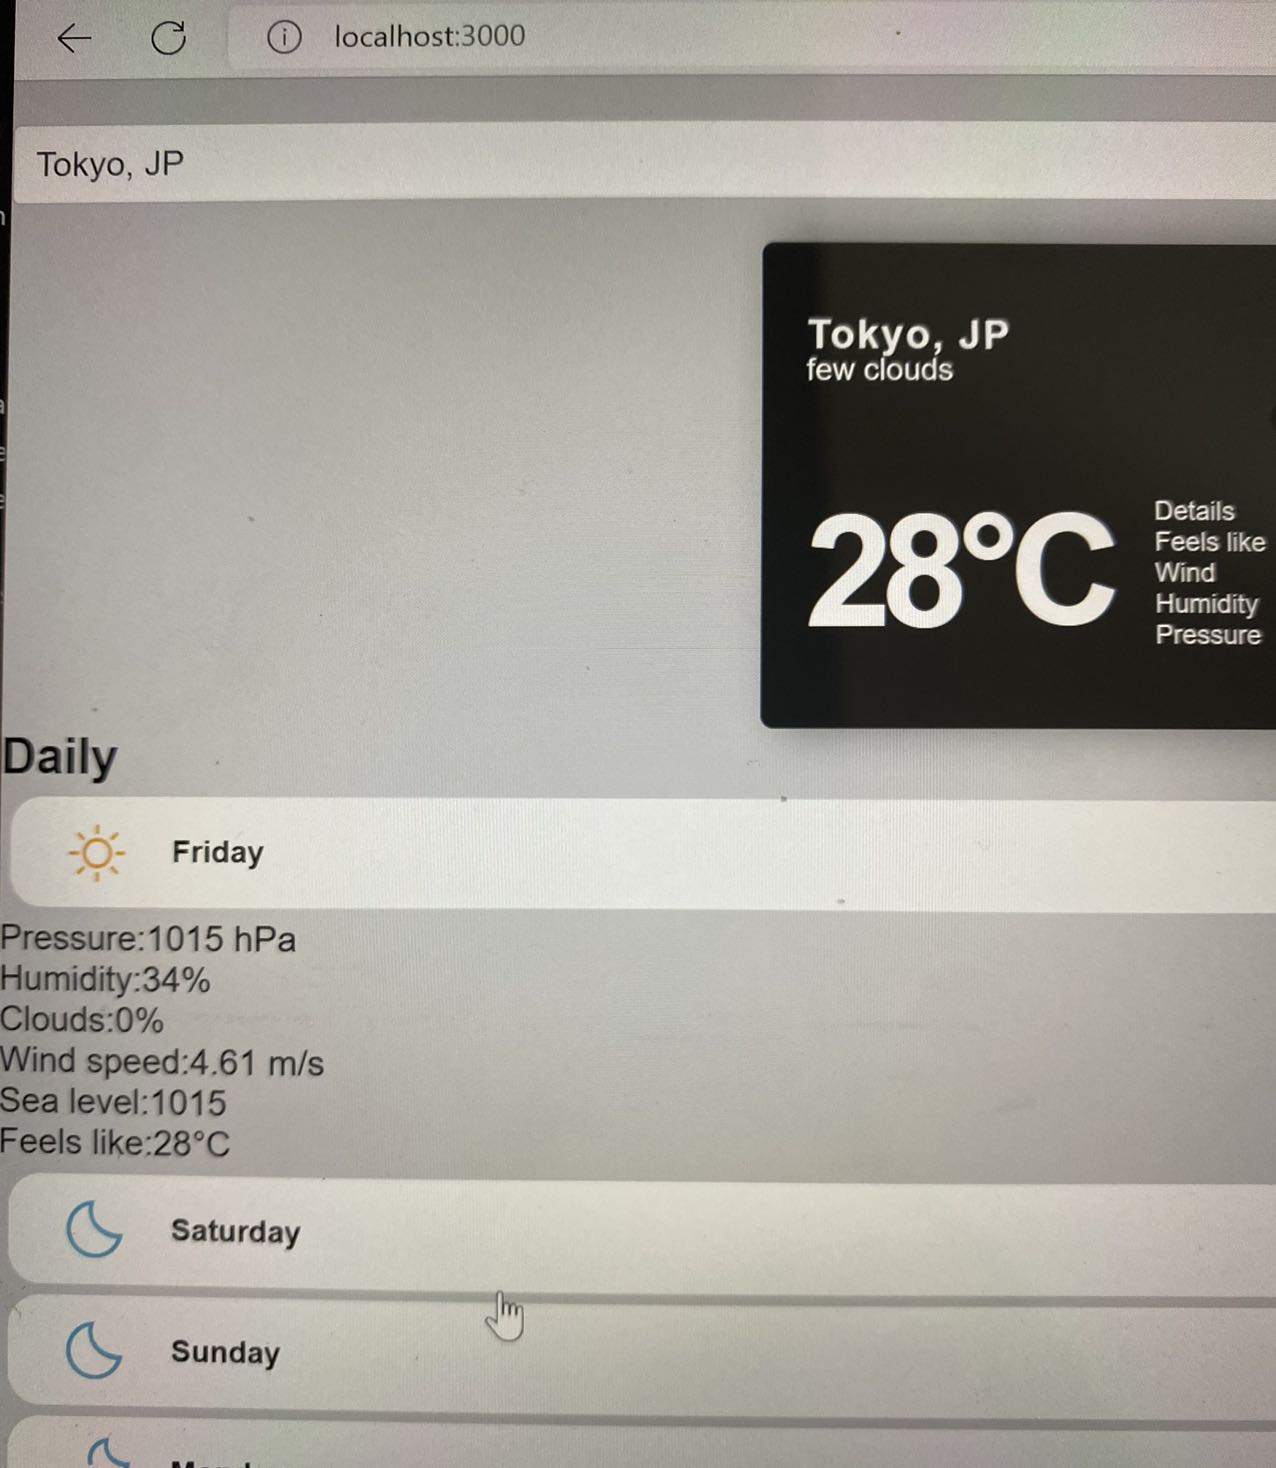 localhost:3000
Tokyo, JP
Tokyo, JP
few clouds
28°C
Details
Feels like
Wind
Humidity
Pressure
Daily
Friday
Pressure:1015 hPa
Humidity:34%
Clouds:0%
Wind speed:4.61 m/s
Sea level:1015
Feels like:28°C
Saturday
Sunday